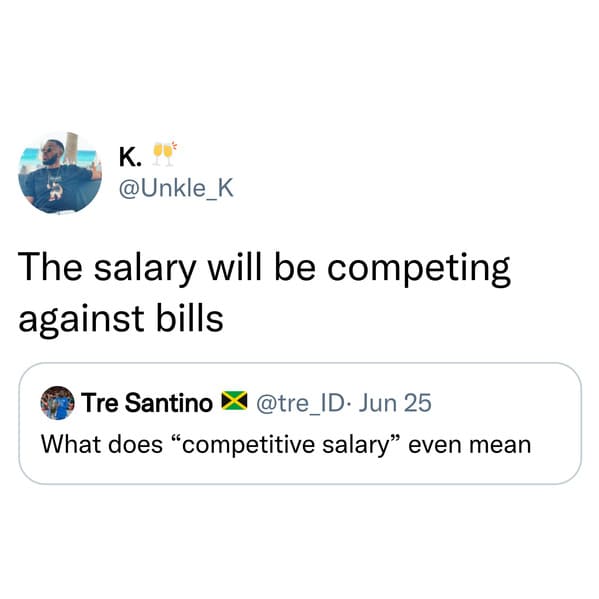 K. 🥂
@Unkle_K
The salary will be competing
against bills
Tre Santino 🇯🇲 @tre_ID· Jun 25
What does “competitive salary” even mean